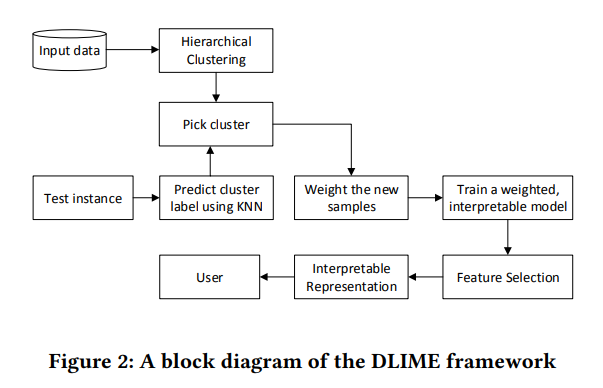 Input data
Hierarchical
Clustering
Pick cluster
Test instance
Predict cluster
label using KNN
Weight the new
samples
Train a weighted,
interpretable model
User
Interpretable
Representation
Feature Selection
Figure 2: A block diagram of the DLIME framework